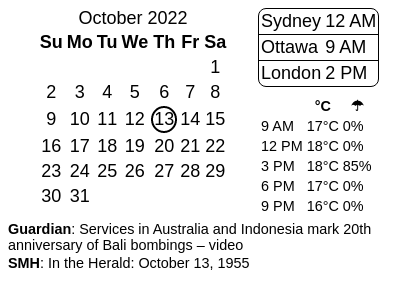 October 2022
Su Mo Tu We Th Fr Sa
1
2 3 4 5 6 7 8
9 10 11 12 13 14 15
16 17 18 19 20 21 22
23 24 25 26 27 28 29
30 31
Sydney 12 AM
Ottawa 9 AM
London 2 PM
°C ☂
9 AM 17°C 0%
12 PM 18°C 0%
3 PM 18°C 85%
6 PM 17°C 0%
9 PM 16°C 0%
Guardian: Services in Australia and Indonesia mark 20th
anniversary of Bali bombings – video
SMH: In the Herald: October 13, 1955